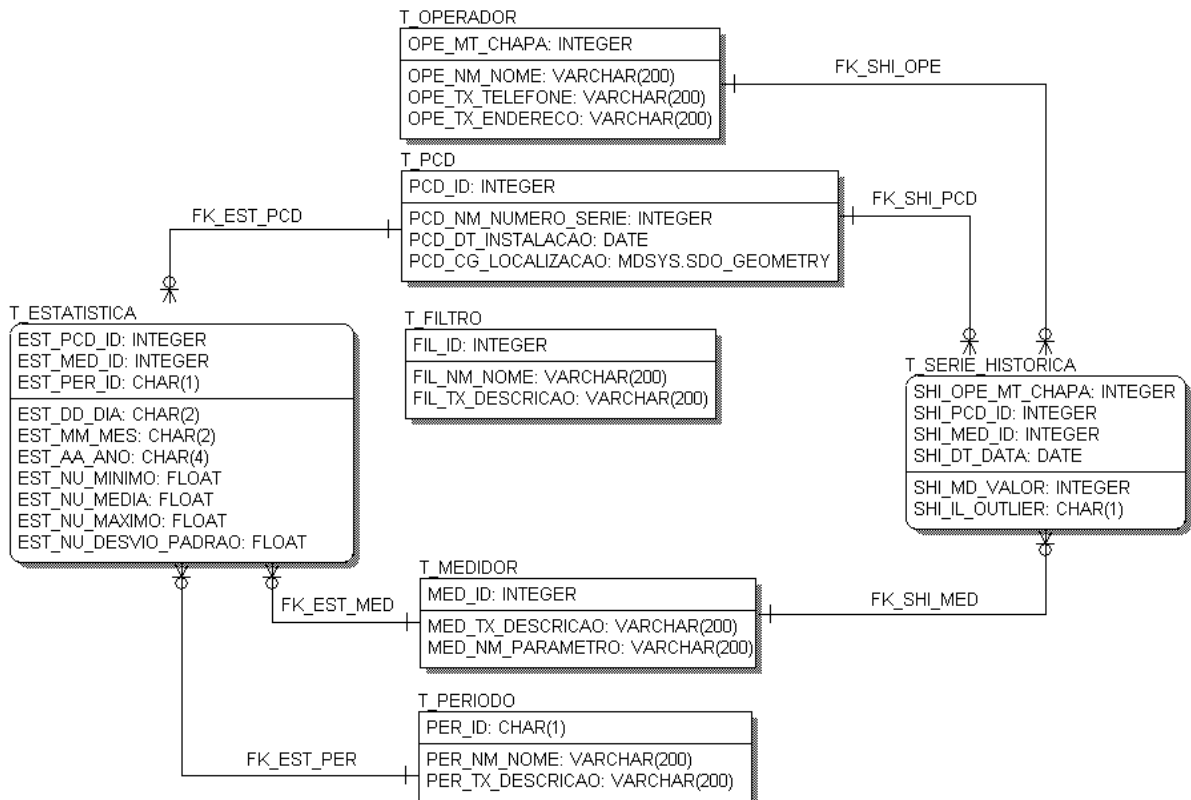 T_OPERADOR
OPE_MT_CHAPA: INTEGER
OPE_NM_NOME: VARCHAR(200)
OPE_TX_TELEFONE: VARCHAR(200)
OPE_TX_ENDERECO: VARCHAR(200)
FK_SHI_OPE
T_PCD
PCD_ID: INTEGER
PCD_NM_NUMERO_SERIE: INTEGER
PCD_DT_INSTALACAO: DATE
PCD_CG_LOCALIZACAO: MDSYS.SDO_GEOMETRY
FK_EST_PCD
FK_SHI_PCD
T_ESTATISTICA
EST_PCD_ID: INTEGER
EST_MED_ID: INTEGER
EST_PER_ID: CHAR(1)
EST_DD_DIA: CHAR(2)
EST_MM_MES: CHAR(2)
EST_AA_ANO: CHAR(4)
EST_NU_MINIMO: FLOAT
EST_NU_MEDIA: FLOAT
EST_NU_MAXIMO: FLOAT
EST_NU_DESVIO_PADRAO: FLOAT
T_FILTRO
FIL_ID: INTEGER
FIL_NM_NOME: VARCHAR(200)
FIL_TX_DESCRICAO: VARCHAR(200)
T_SERIE_HISTORICA
SHI_OPE_MT_CHAPA: INTEGER
SHI_PCD_ID: INTEGER
SHI_MED_ID: INTEGER
SHI_DT_DATA: DATE
SHI_MD_VALOR: INTEGER
SHI_IL_OUTLIER: CHAR(1)
T_MEDIDOR
MED_ID: INTEGER
MED_TX_DESCRICAO: VARCHAR(200)
MED_NM_PARAMETRO: VARCHAR(200)
FK_EST_MED
FK_SHI_MED
T_PERIODO
PER_ID: CHAR(1)
PER_NM_NOME: VARCHAR(200)
PER_TX_DESCRICAO: VARCHAR(200)
FK_EST_PER